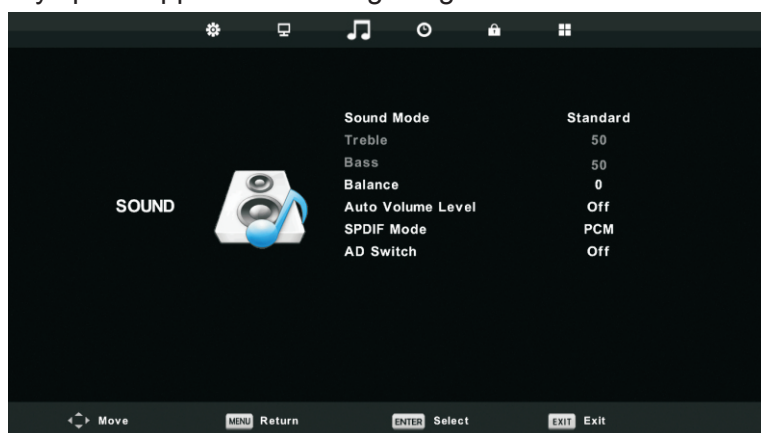 Sound Mode Standard
Treble 50
Bass 50
Balance 0
SOUND
Auto Volume Level Off
SPDIF Mode PCM
AD Switch Off
Move MENU Return ENTER Select EXIT Exit